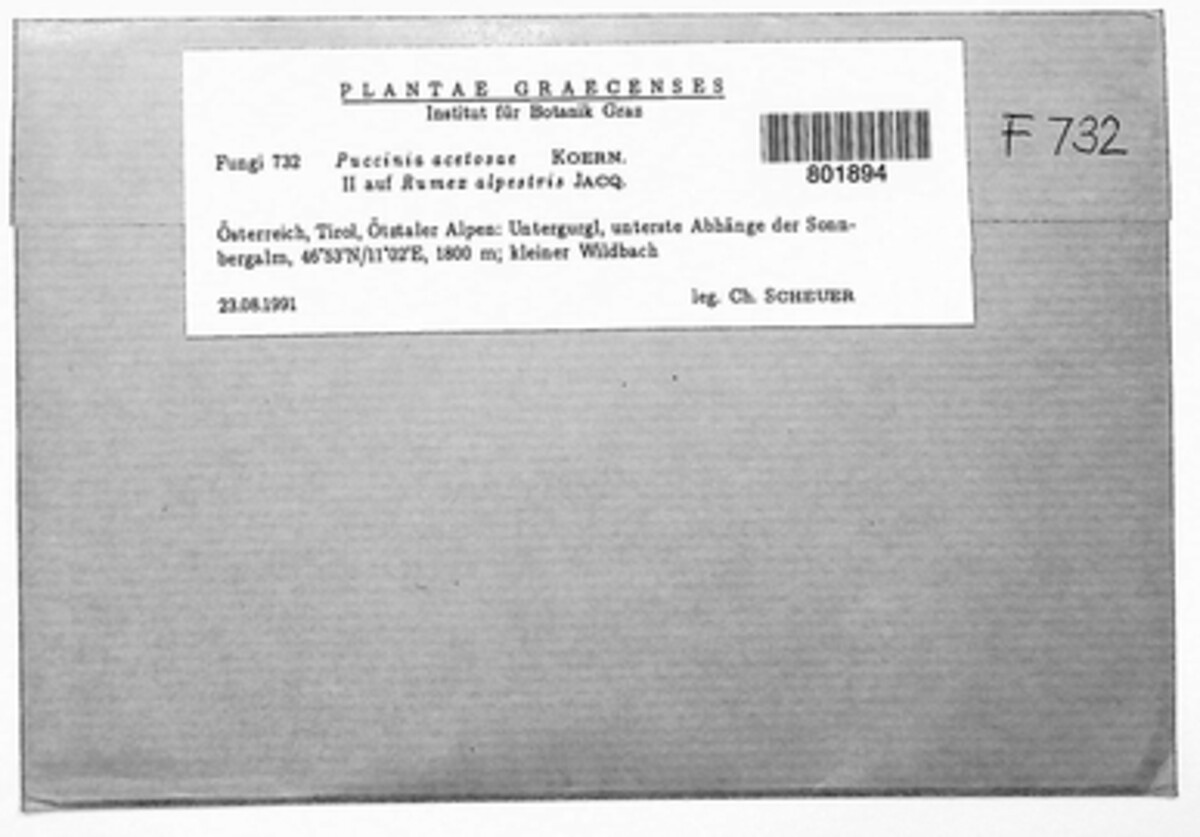 PLANTAE GRAECENSES
Institut für Botanik Graz
Fungi 732 Puccinia acetosae KOERN.
II auf Rumex alpestris JACQ.
Österreich, Tirol, Ötztaler Alpen: Untergurgl, unterste Abhänge der Sonn-
bergalm, 46°53'N/11°02'E, 1800 m; kleiner Wildbach
23.08.1991 leg. Ch. SCHEUER
801894
F 732